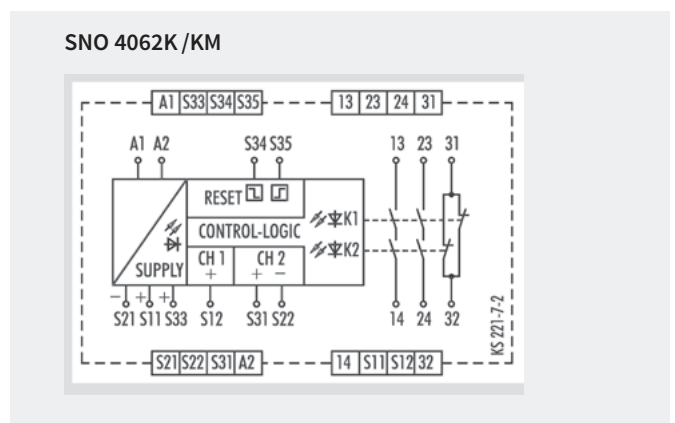 SNO 4062K /KM
A1 S33 S34 S35 13 23 24 31
A1 A2 S34 S35 13 23 31
RESET
CONTROL-LOGIC K1
K2
SUPPLY CH 1 CH 2
+ + −
− + +
S21 S11 S33 S12 S31 S22 14 24 32
KS 221-7-2
S21 S22 S31 A2 14 S11 S12 32